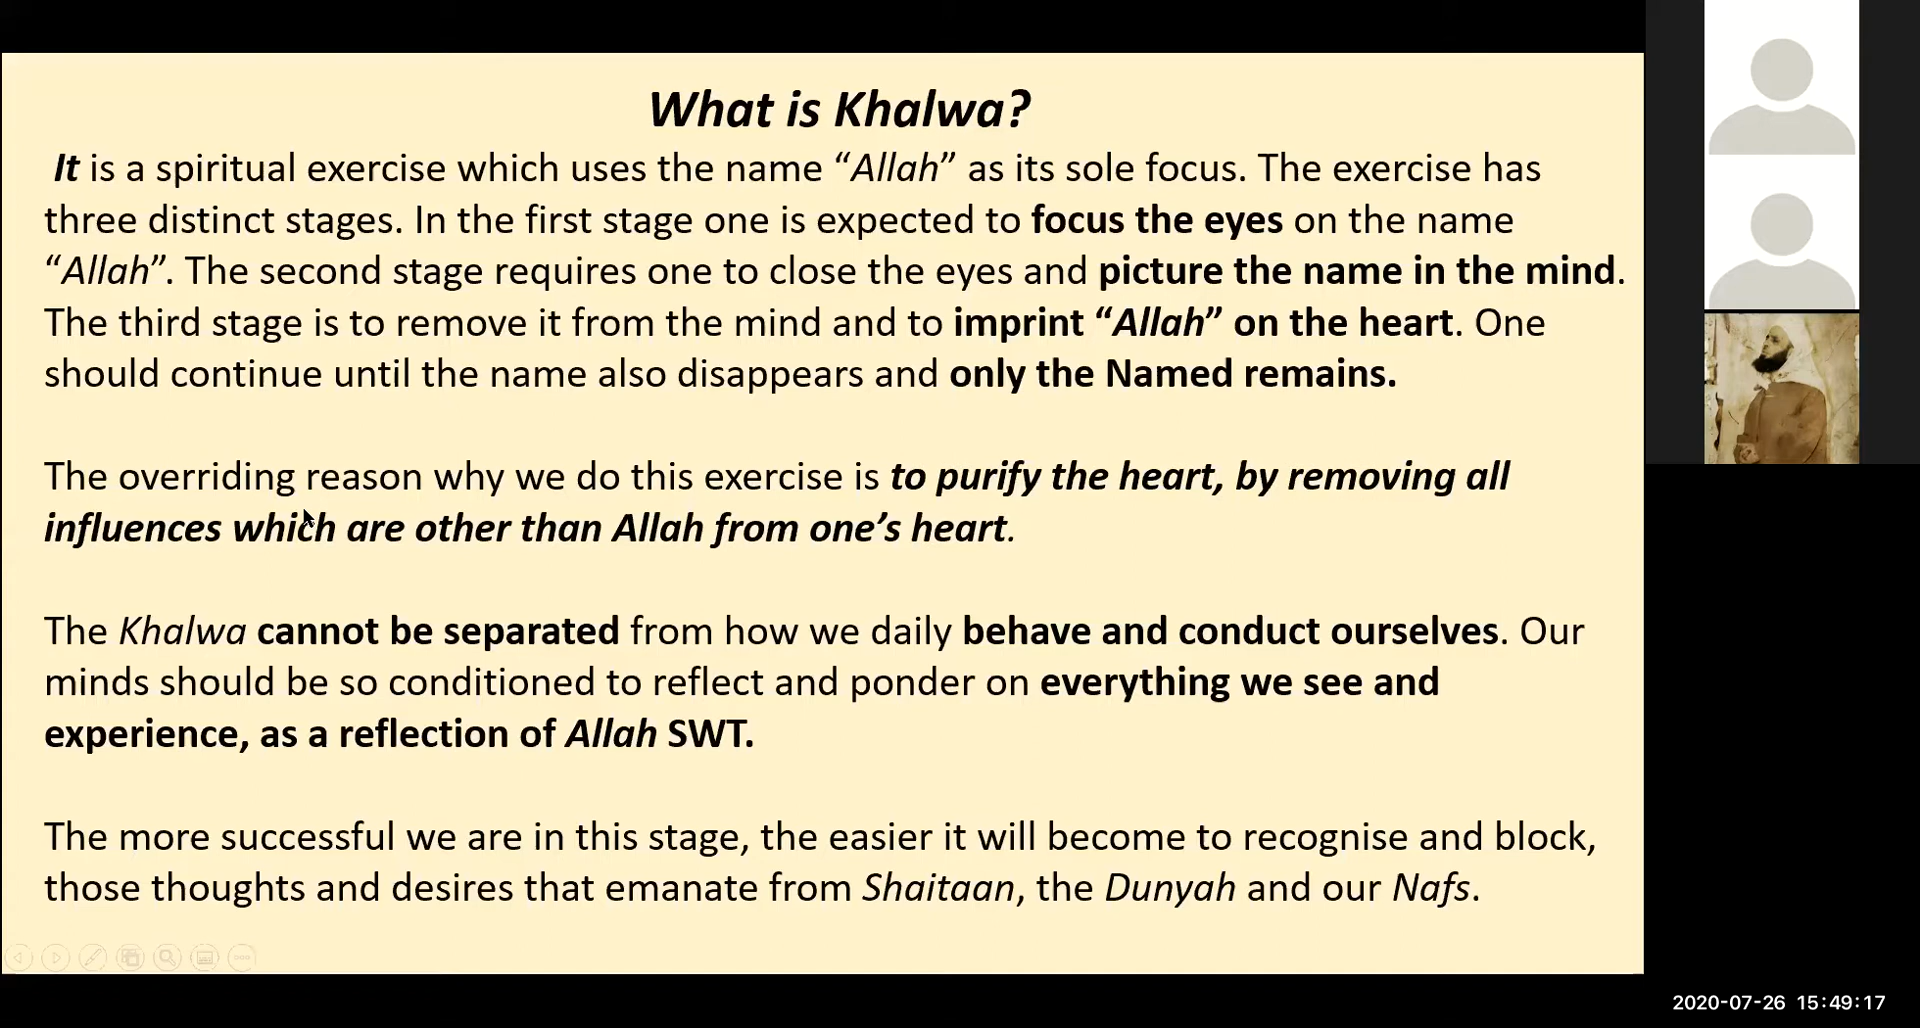 What is Khalwa?
It is a spiritual exercise which uses the name “Allah” as its sole focus. The exercise has
three distinct stages. In the first stage one is expected to focus the eyes on the name
“Allah”. The second stage requires one to close the eyes and picture the name in the mind.
The third stage is to remove it from the mind and to imprint “Allah” on the heart. One
should continue until the name also disappears and only the Named remains.
The overriding reason why we do this exercise is to purify the heart, by removing all
influences which are other than Allah from one’s heart.
The Khalwa cannot be separated from how we daily behave and conduct ourselves. Our
minds should be so conditioned to reflect and ponder on everything we see and
experience, as a reflection of Allah SWT.
The more successful we are in this stage, the easier it will become to recognise and block,
those thoughts and desires that emanate from Shaitaan, the Dunyah and our Nafs.
2020-07-26 15:49:17